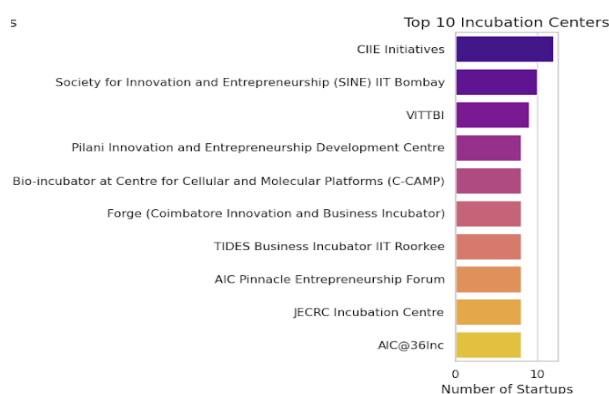 s
Top 10 Incubation Centers
CIIE Initiatives
Society for Innovation and Entrepreneurship (SINE) IIT Bombay
VITTBI
Pilani Innovation and Entrepreneurship Development Centre
Bio-incubator at Centre for Cellular and Molecular Platforms (C-CAMP)
Forge (Coimbatore Innovation and Business Incubator)
TIDES Business Incubator IIT Roorkee
AIC Pinnacle Entrepreneurship Forum
JECRC Incubation Centre
AIC@36Inc
0 10
Number of Startups